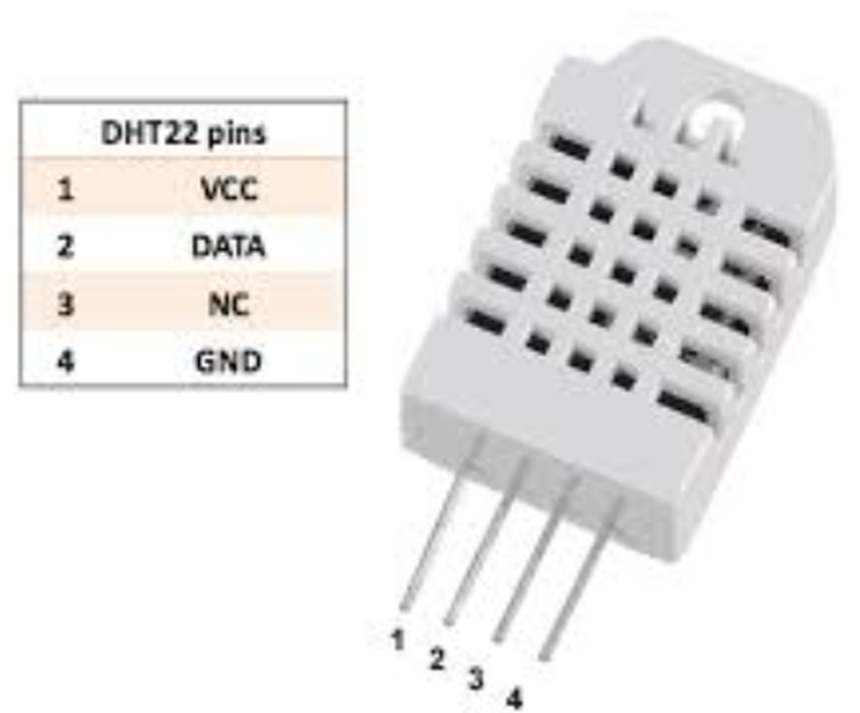 DHT22 pins
1 VCC
2 DATA
3 NC
4 GND
1
2
3
4